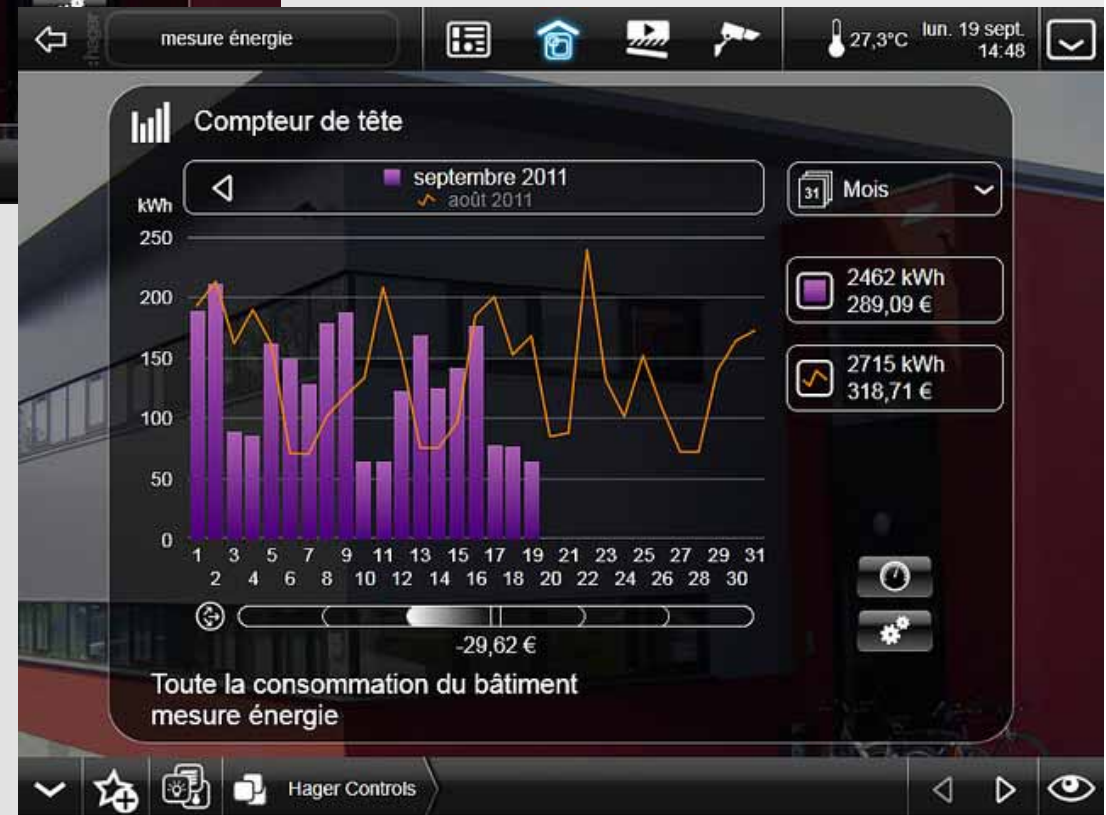 mesure énergie
:hager
27,3°C
lun. 19 sept.
14:48
Compteur de tête
septembre 2011
août 2011
31 Mois
kWh
250
200
150
100
50
0
2462 kWh
289,09 €
2715 kWh
318,71 €
1 3 5 7 9 11 13 15 17 19 21 23 25 27 29 31
2 4 6 8 10 12 14 16 18 20 22 24 26 28 30
-29,62 €
Toute la consommation du bâtiment
mesure énergie
Hager Controls